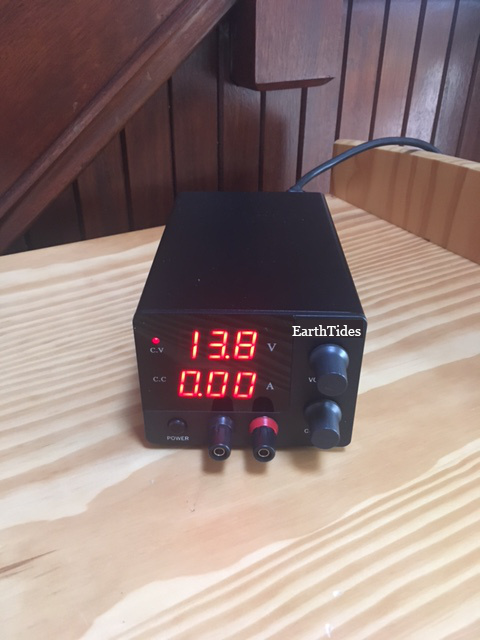 EarthTides
C.V 13.8 V
C.C 0.00 A
POWER